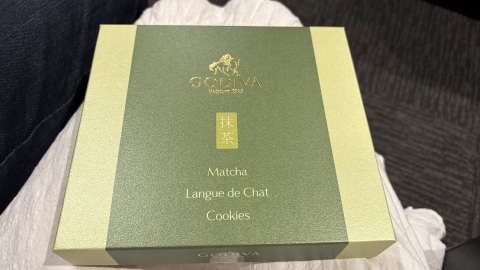 GODIVA
抹
茶
Matcha
Langue de Chat
Cookies
GODIVA